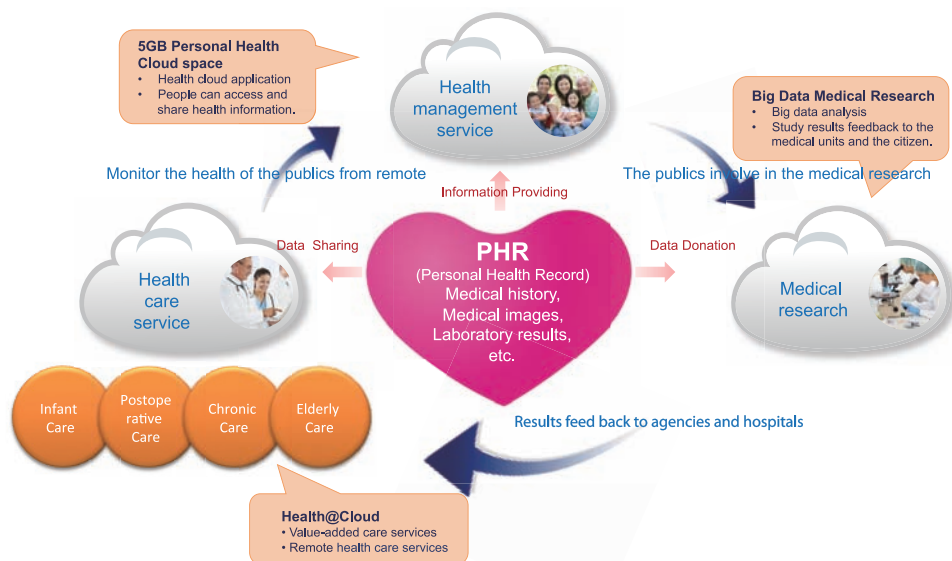 5GB Personal Health
Cloud space
• Health cloud application
• People can access and
share health information.
Health
management
service
Big Data Medical Research
• Big data analysis
• Study results feedback to the
medical units and the citizen.
Monitor the health of the publics from remote
Information Providing
The publics involve in the medical research
Data Sharing
PHR
(Personal Health Record)
Medical history,
Medical images,
Laboratory results,
etc.
Data Donation
Health
care
service
Medical
research
Infant
Care
Postope
rative
Care
Chronic
Care
Elderly
Care
Results feed back to agencies and hospitals
Health@Cloud
• Value-added care services
• Remote health care services